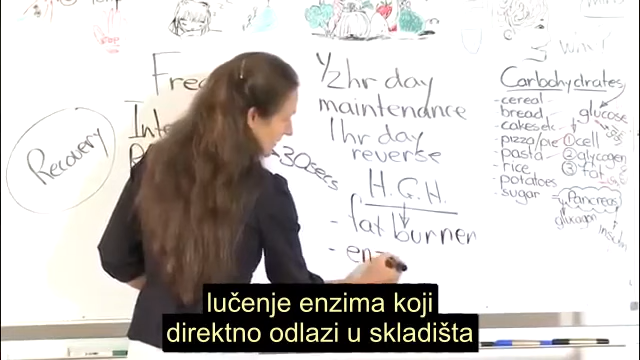 Win?
1/2hr day
maintenance
1hr day
reverse
Recovery
30secs
H.G.H.
- fat burner
- en
Carbohydrates
- cereal
- bread
- cakes etc
- pizza/pie
- pasta
- rice
- potatoes
- sugar
glucose
① cell
② glycogen
③ fat
Pancreas
glucagon
insulin
lučenje enzima koji
direktno odlazi u skladišta